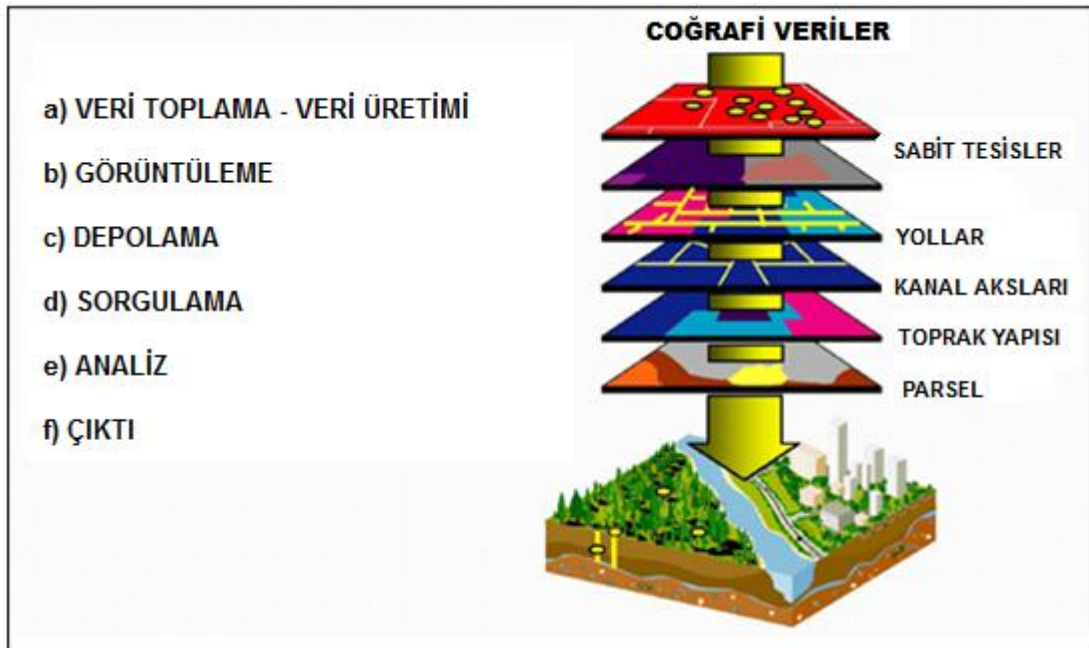 COĞRAFİ VERİLER
a) VERİ TOPLAMA - VERİ ÜRETİMİ
b) GÖRÜNTÜLEME
c) DEPOLAMA
d) SORGULAMA
e) ANALİZ
f) ÇIKTI
SABİT TESİSLER
YOLLAR
KANAL AKSLARI
TOPRAK YAPISI
PARSEL